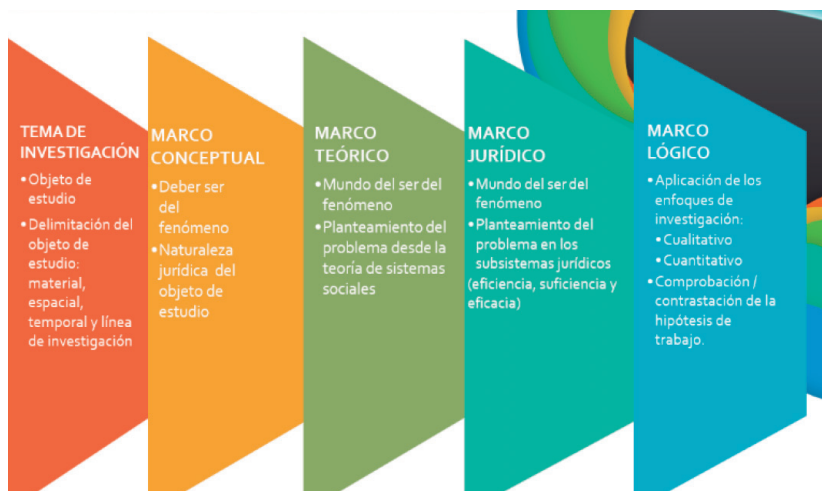 TEMA DE
INVESTIGACIÓN
•Objeto de
estudio
•Delimitación del
objeto de
estudio:
material,
espacial,
temporal y línea
de investigación
MARCO
CONCEPTUAL
•Deber ser
del
fenómeno
•Naturaleza
jurídica del
objeto de
estudio
MARCO
TEÓRICO
•Mundo del ser del
fenómeno
•Planteamiento del
problema desde la
teoría de sistemas
sociales
MARCO
JURÍDICO
•Mundo del ser del
fenómeno
•Planteamiento del
problema en los
subsistemas jurídicos
(eficiencia, suficiencia y
eficacia)
MARCO
LÓGICO
•Aplicación de los
enfoques de
investigación:
•Cualitativo
•Cuantitativo
•Comprobación /
contrastación de la
hipótesis de
trabajo.